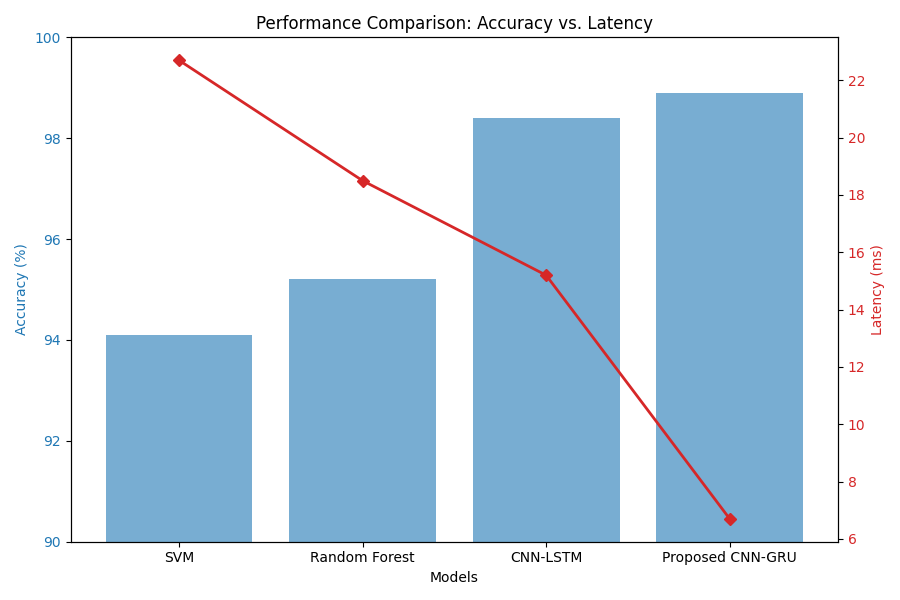 Performance Comparison: Accuracy vs. Latency
Accuracy (%)
100
98
96
94
92
90
22
20
18
16
14
12
10
8
6
Latency (ms)
SVM
Random Forest
CNN-LSTM
Proposed CNN-GRU
Models